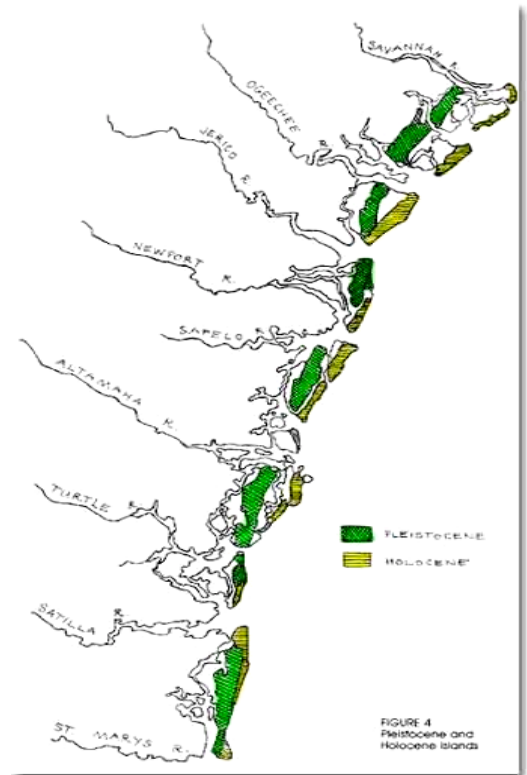 SAVANNAH R.
OGEECHEE R.
JERICO R.
NEWPORT R.
SAPELO R.
ALTAMAHA R.
TURTLE R.
SATILLA R.
ST. MARYS R.
PLEISTOCENE
HOLOCENE
FIGURE 4
Pleistocene and
Holocene Islands